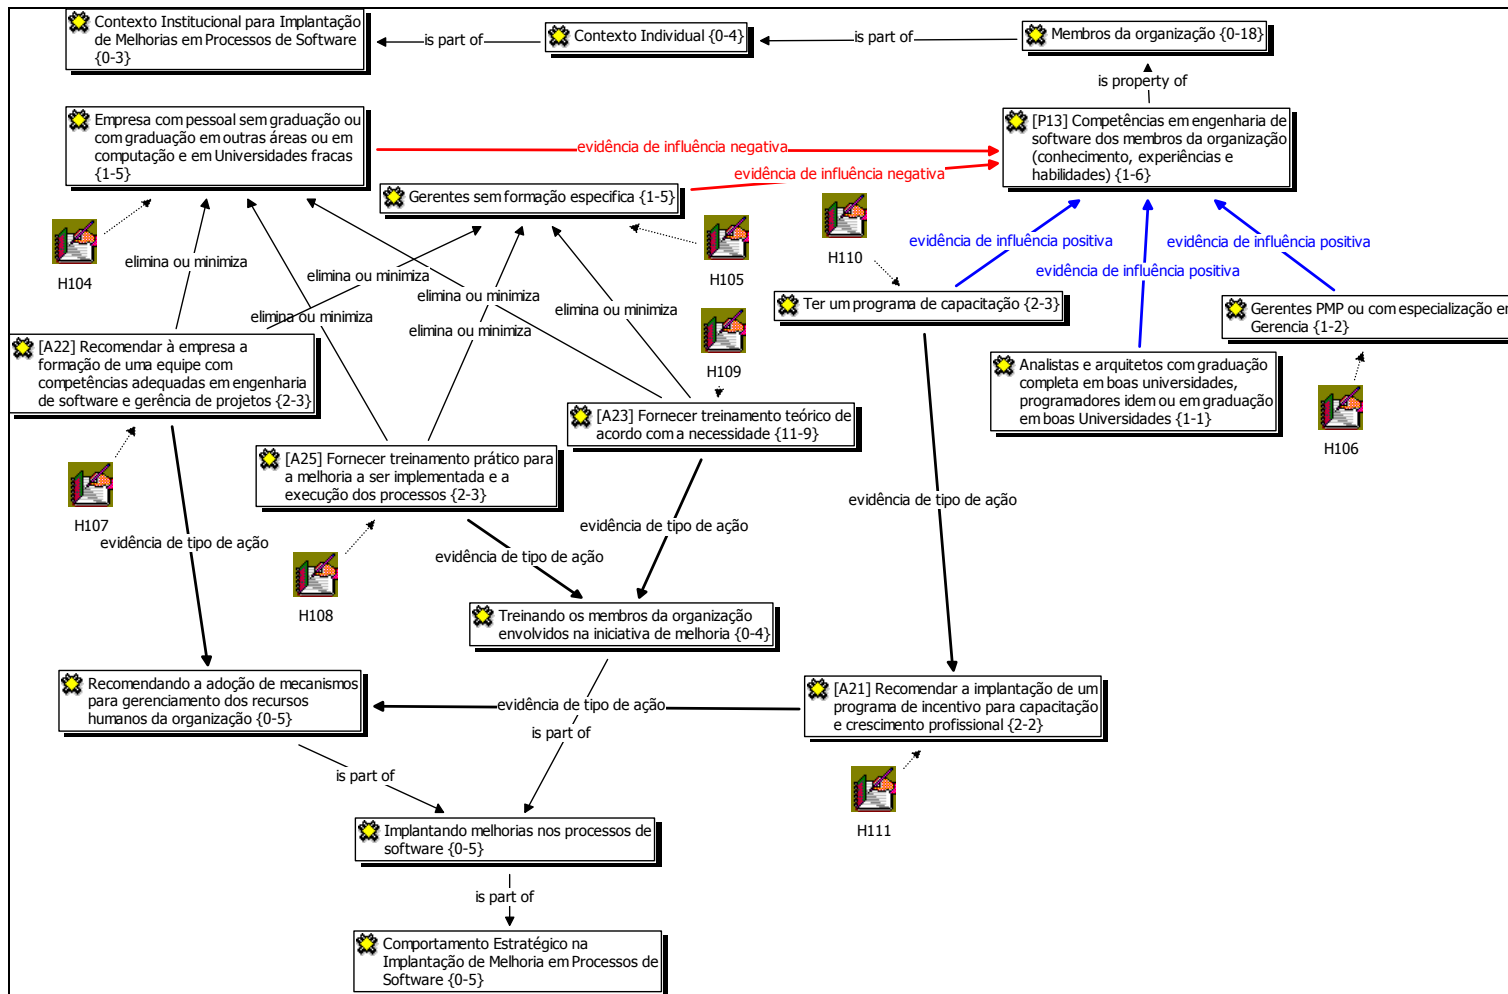 Contexto Institucional para Implantação
de Melhorias em Processos de Software
{0-3}
is part of
Contexto Individual {0-4}
is part of
Membros da organização {0-18}
is property of
Empresa com pessoal sem graduação ou
com graduação em outras áreas ou em
computação e em Universidades fracas
{1-5}
evidência de influência negativa
[P13] Competências em engenharia de
software dos membros da organização
(conhecimento, experiências e
habilidades) {1-6}
evidência de influência negativa
Gerentes sem formação especifica {1-5}
H104
H105
H110
elimina ou minimiza
elimina ou minimiza
elimina ou minimiza
elimina ou minimiza
elimina ou minimiza
elimina ou minimiza
evidência de influência positiva
evidência de influência positiva
evidência de influência positiva
Ter um programa de capacitação {2-3}
Gerentes PMP ou com especialização em
Gerencia {1-2}
[A22] Recomendar à empresa a
formação de uma equipe com
competências adequadas em engenharia
de software e gerência de projetos {2-3}
H109
Analistas e arquitetos com graduação
completa em boas universidades,
programadores idem ou em graduação
em boas Universidades {1-1}
H106
[A23] Fornecer treinamento teórico de
acordo com a necessidade {11-9}
[A25] Fornecer treinamento prático para
a melhoria a ser implementada e a
execução dos processos {2-3}
H107
evidência de tipo de ação
evidência de tipo de ação
evidência de tipo de ação
evidência de tipo de ação
H108
Treinando os membros da organização
envolvidos na iniciativa de melhoria {0-4}
Recomendando a adoção de mecanismos
para gerenciamento dos recursos
humanos da organização {0-5}
evidência de tipo de ação
[A21] Recomendar a implantação de um
programa de incentivo para capacitação
e crescimento profissional {2-2}
is part of
is part of
H111
Implantando melhorias nos processos de
software {0-5}
is part of
Comportamento Estratégico na
Implantação de Melhoria em Processos de
Software {0-5}